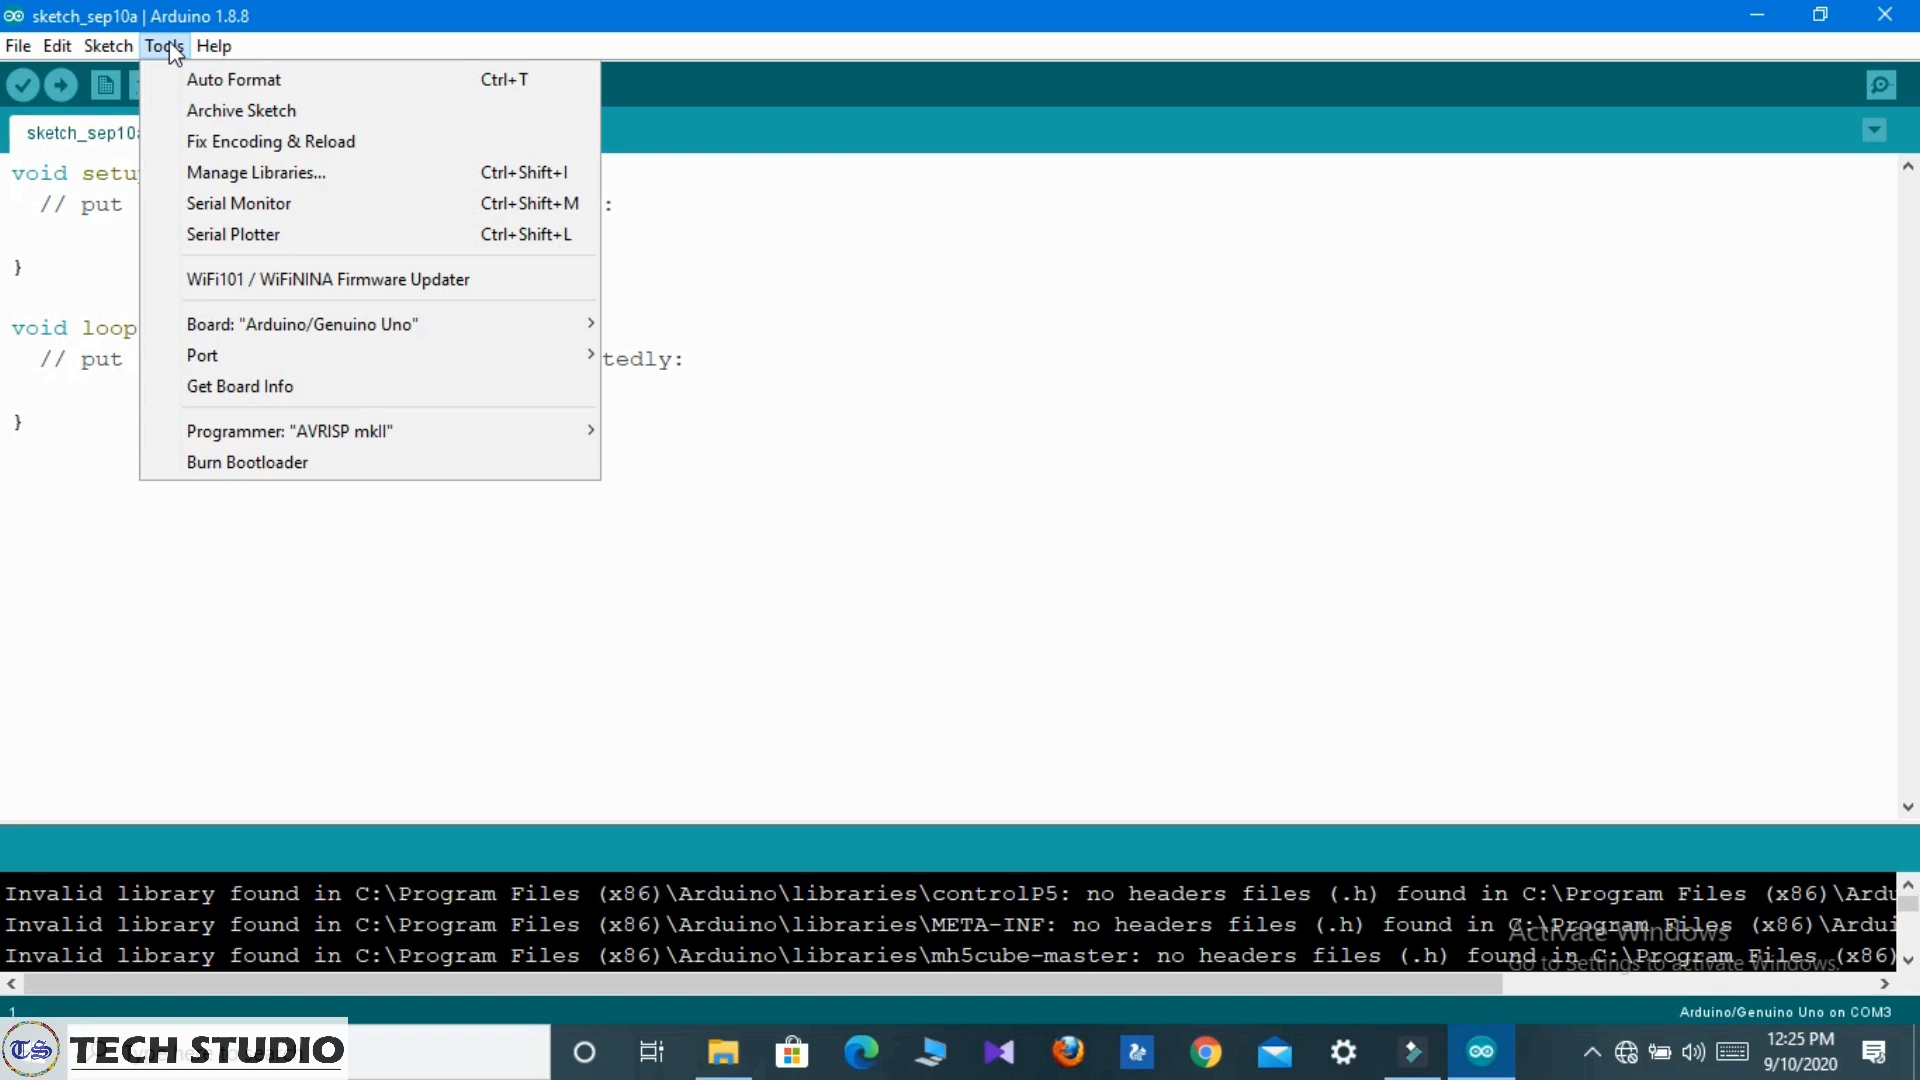 sketch_sep10a | Arduino 1.8.8
File Edit Sketch Tools Help
Auto Format Ctrl+T
Archive Sketch
Fix Encoding & Reload
Manage Libraries... Ctrl+Shift+I
Serial Monitor Ctrl+Shift+M
Serial Plotter Ctrl+Shift+L
WiFi101 / WiFiNINA Firmware Updater
Board: "Arduino/Genuino Uno"
Port
Get Board Info
Programmer: "AVRISP mkII"
Burn Bootloader
sketch_sep10a
void setu
// put :
}
void loop
// put tedly:
}
Invalid library found in C:\Program Files (x86)\Arduino\libraries\controlP5: no headers files (.h) found in C:\Program Files (x86)\Ardu
Invalid library found in C:\Program Files (x86)\Arduino\libraries\META-INF: no headers files (.h) found in C:\Program Files (x86)\Ardui
Invalid library found in C:\Program Files (x86)\Arduino\libraries\mh5cube-master: no headers files (.h) found in C:\Program Files (x86)
Activate Windows
Go to Settings to activate Windows.
1
Arduino/Genuino Uno on COM3
TS TECH STUDIO
12:25 PM
9/10/2020